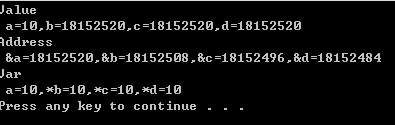 Value
 a=10,b=18152520,c=18152520,d=18152520
Address
 &a=18152520,&b=18152508,&c=18152496,&d=18152484
Var
 a=10,*b=10,*c=10,*d=10
Press any key to continue . . .